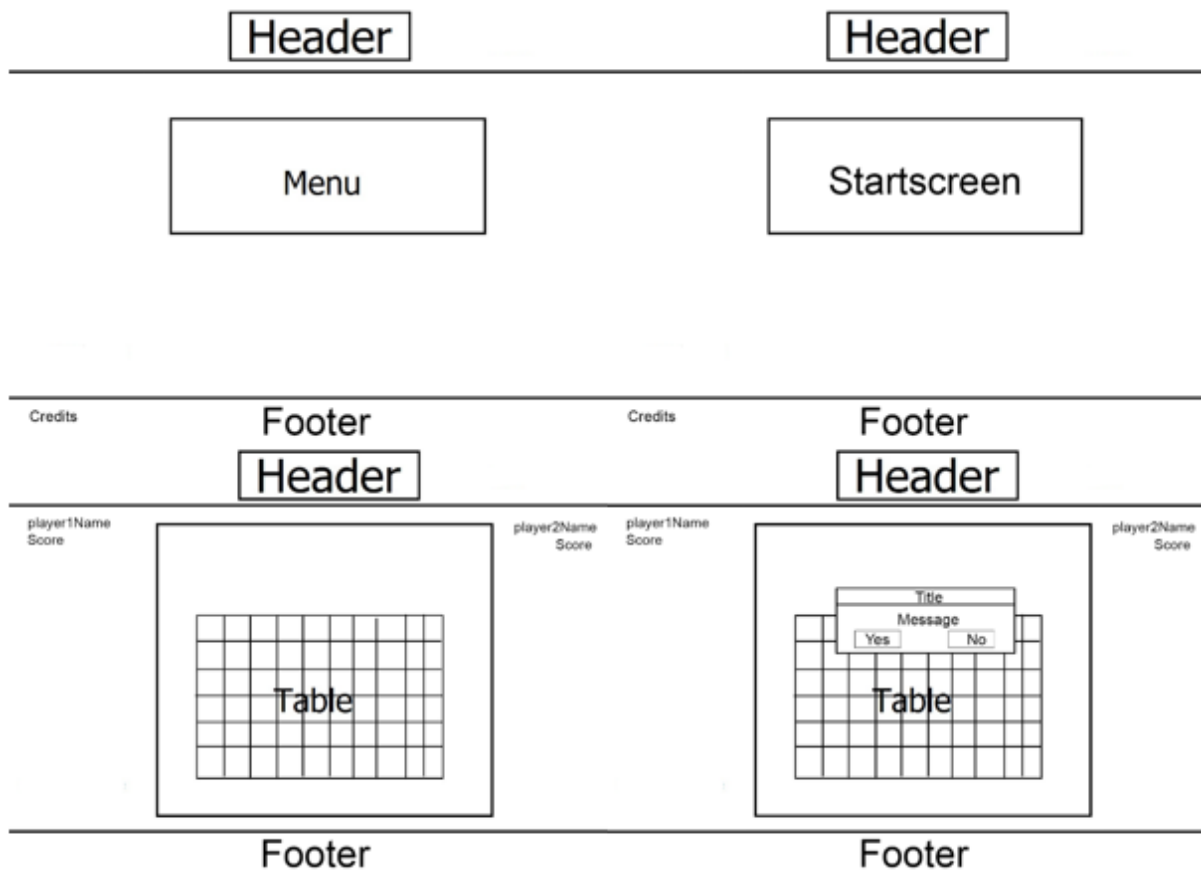 Header
Menu
Credits
Footer
Header
Startscreen
Credits
Footer
Header
player1Name
Score
player2Name
Score
Table
Footer
Header
player1Name
Score
player2Name
Score
Title
Message
Yes No
Table
Footer